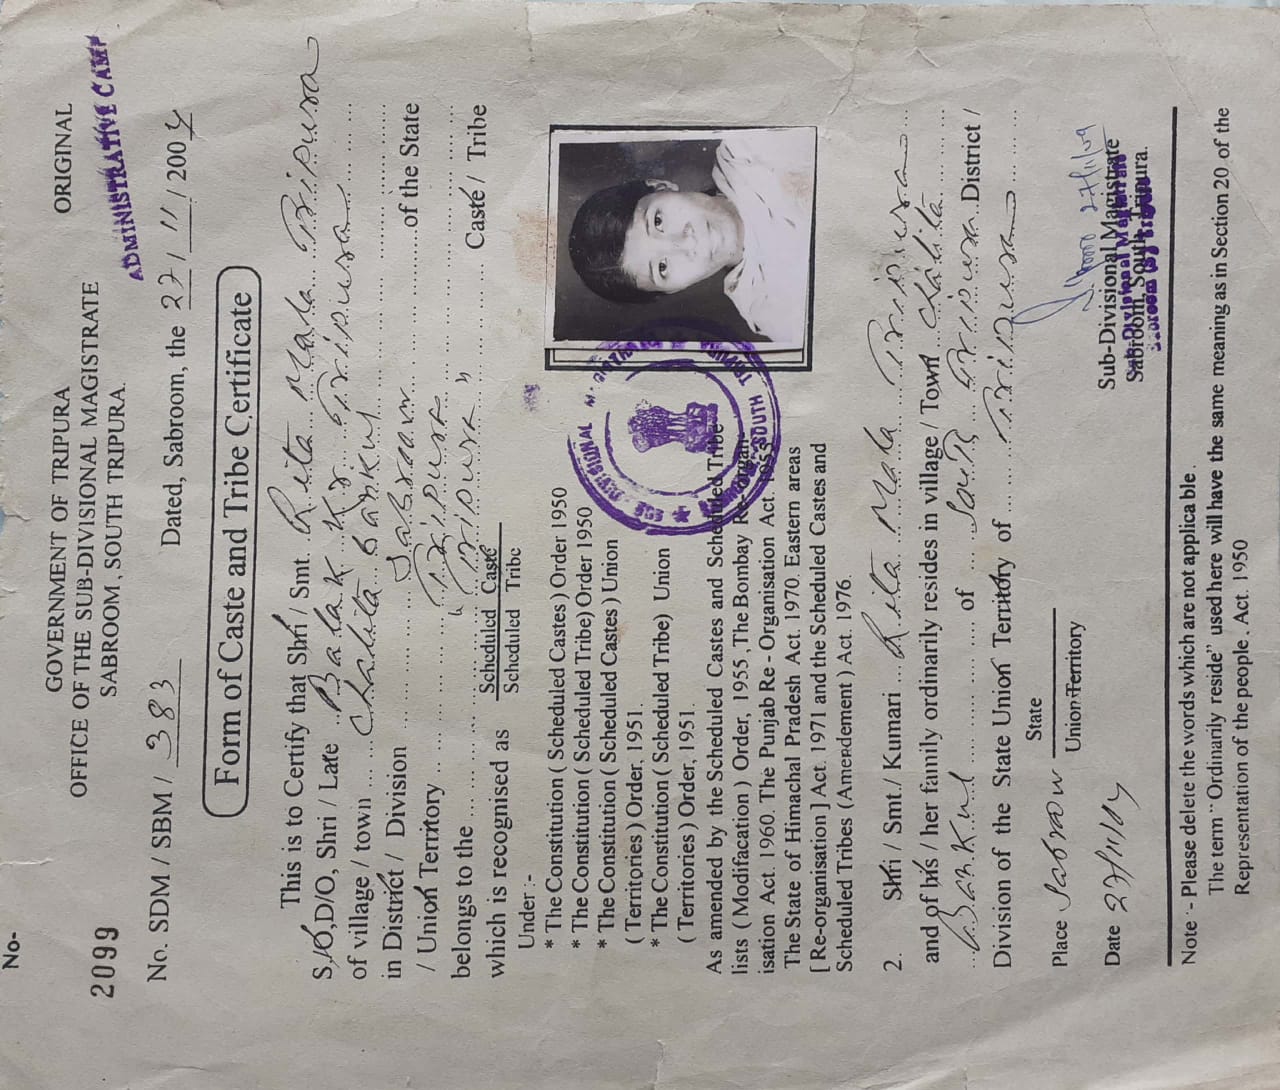 No-
GOVERNMENT OF TRIPURA
ORIGINAL
OFFICE OF THE SUB-DIVISIONAL MAGISTRATE
2099
SABROOM, SOUTH TRIPURA.
ADMINISTRATIVE CAMP
No. SDM / SBM / 383
Dated, Sabroom, the 27 / 11 / 2004
Form of Caste and Tribe Certificate
This is to Certify that Shri / Smt. Rita Mala Tripura
S/O,D/O, Shri / Late ..Balak Kr. Tripura
of village / town ... ...Chalita Bankul
in District / Division ... Sabroom ...of the State
/ Union Territory ... Tripura
belongs to the ... "Tripura" ... Caste / Tribe
which is recognised as Scheduled Caste
Scheduled Tribe
Under :-
* The Constitution ( Scheduled Castes ) Order 1950
* The Constitution ( Scheduled Tribe) Order 1950
* The Constitution ( Scheduled Castes ) Union
( Territories ) Order, 1951.
* The Constitution ( Scheduled Tribe) Union
( Territories ) Order, 1951.
SUB DIVISIONAL MAGISTRATE
SOUTH TRIPURA
As amended by the Scheduled Castes and Scheduled Tribe
lists ( Modifacation ) Order, 1955 ,The Bombay Re-organ-
isation Act. 1960. The Punjab Re - Organisation Act. 1955
The State of Himachal Pradesh Act. 1970. Eastern areas
[ Re-organisation ] Act. 1971 and the Scheduled Castes and
Scheduled Tribes (Amendement ) Act. 1976.
2. Shri / Smt./ Kumari ... Rita Mala Tripura
and of his / her family ordinarily resides in village / Town ...Chalita
Bankul ... of ... South Tripura ..District /
Division of the State Union Territory of ... Tripura
Place Sabroom State
Union Territory
27/11/04
Date 27/11/04
Sub-Divisional Magistrate
Sabroom, South Tripura.
Sub-Divisional Magistrate
Sabroom (S) Tripura
Note :- Please delete the words which are not applica ble .
The term "Ordinarily reside" used here will have the same meaning as in Section 20 of the
Representation of the people . Act. 1950